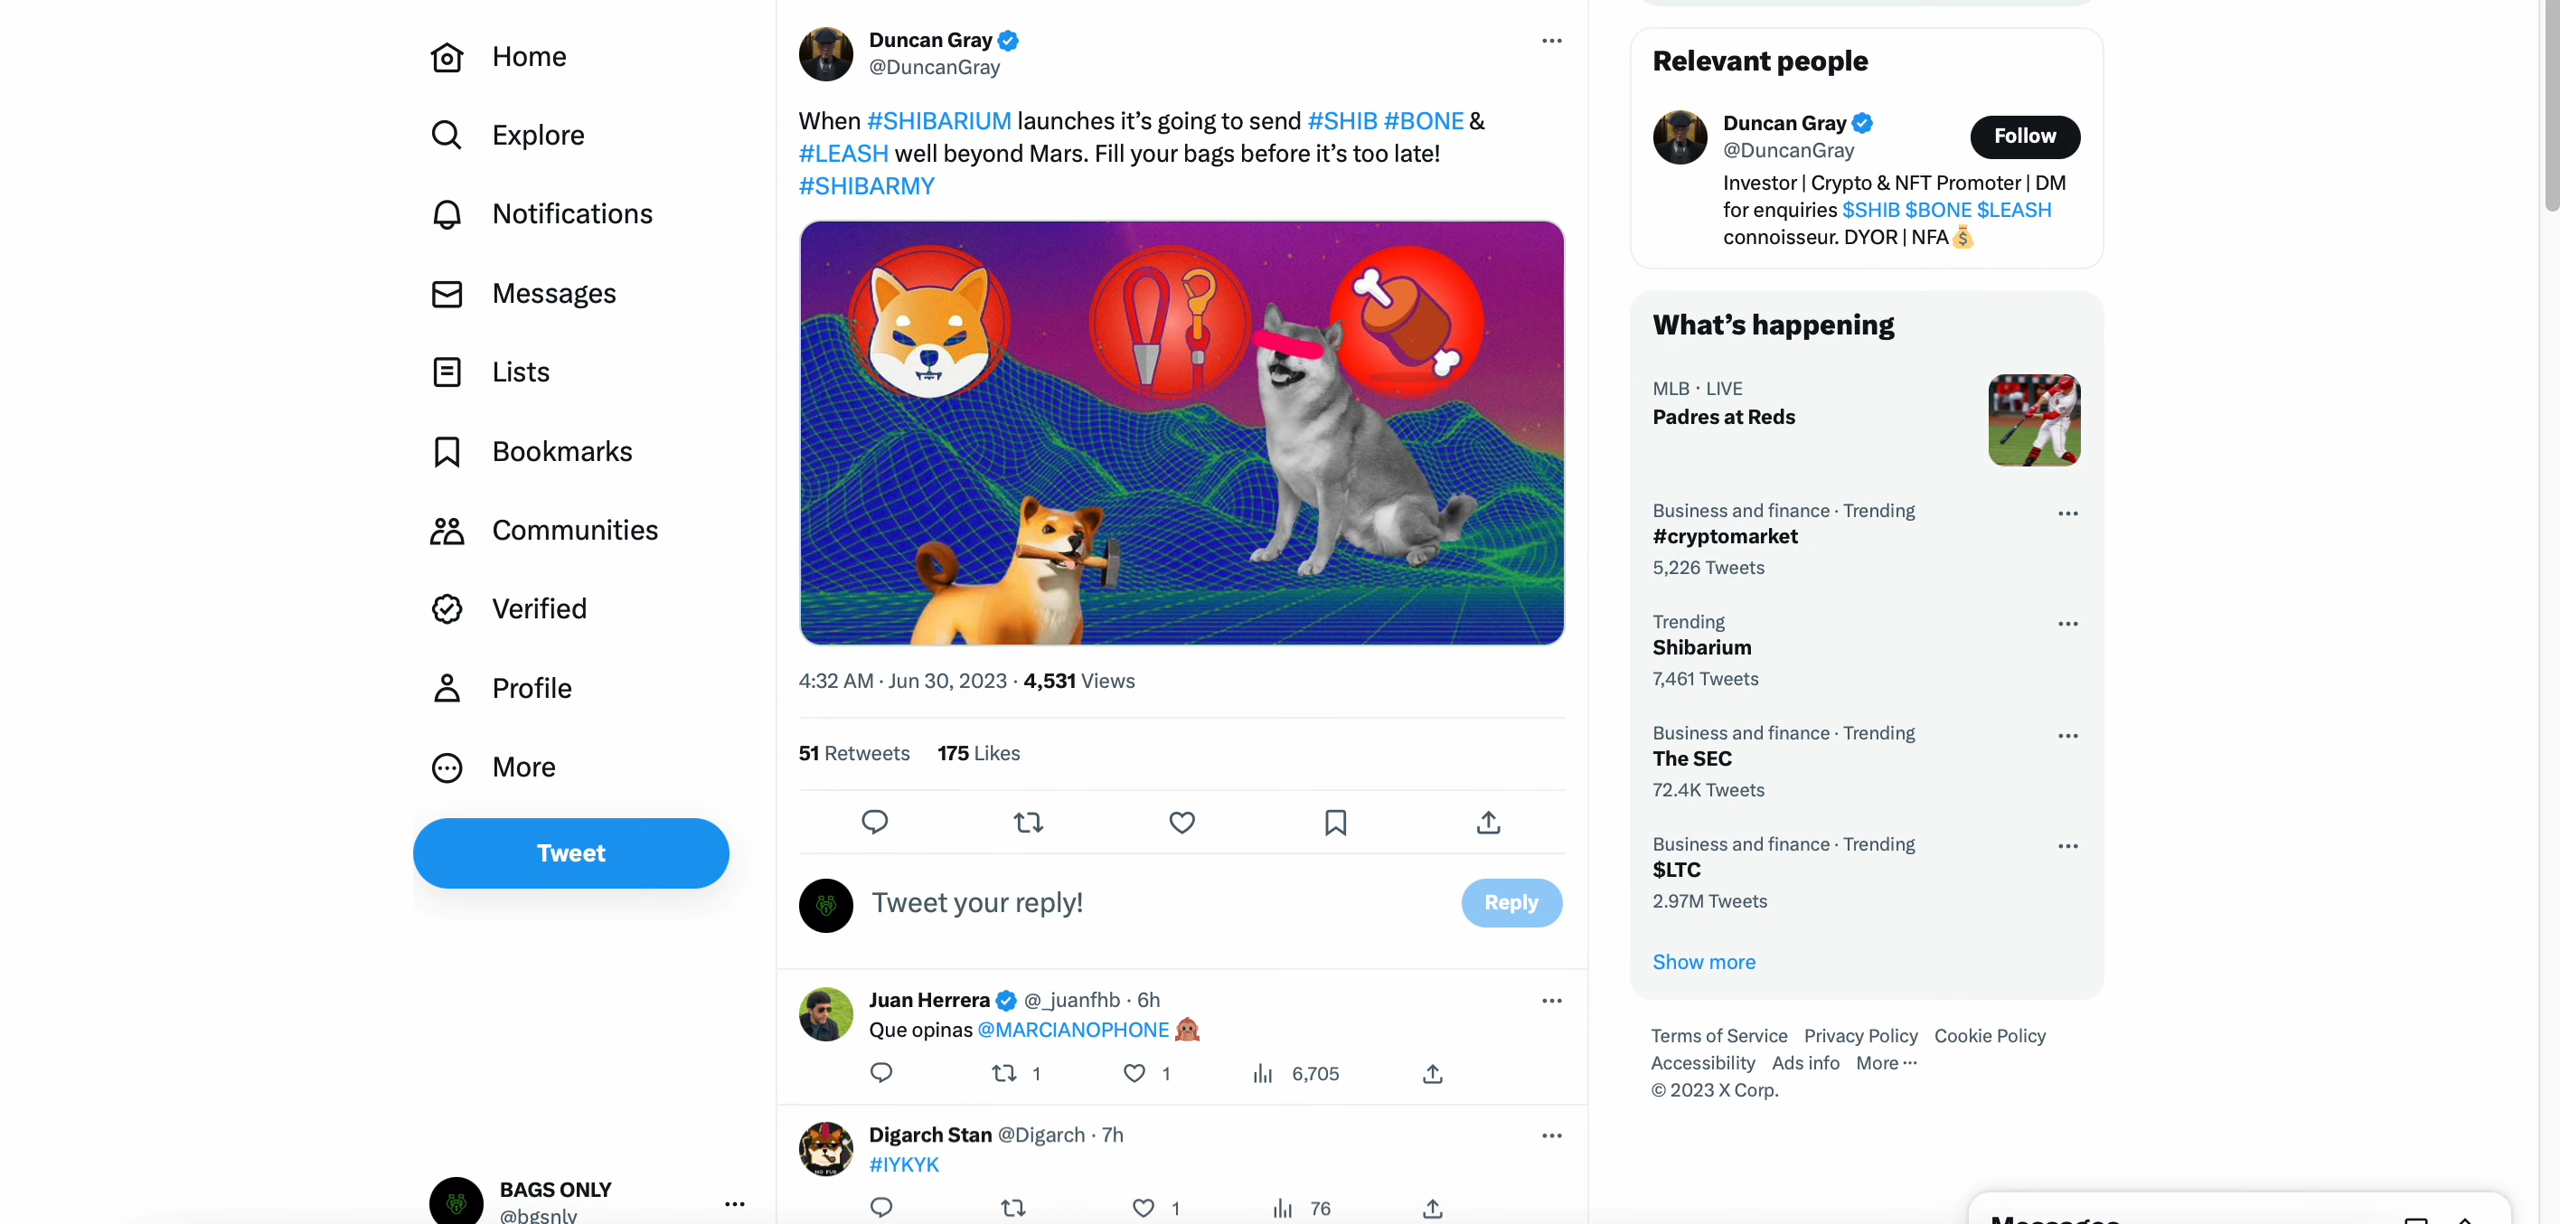 Home
Explore
Notifications
Messages
Lists
Bookmarks
Communities
Verified
Profile
More
Tweet
BAGS ONLY
@bgsnly
Duncan Gray
@DuncanGray
When #SHIBARIUM launches it’s going to send #SHIB #BONE &
#LEASH well beyond Mars. Fill your bags before it’s too late!
#SHIBARMY
4:32 AM · Jun 30, 2023 · 4,531 Views
51 Retweets 175 Likes
Tweet your reply!
Reply
Juan Herrera @_juanfhb · 6h
Que opinas @MARCIANOPHONE
1 1 6,705
Digarch Stan @Digarch · 7h
#IYKYK
1 76
Relevant people
Duncan Gray
@DuncanGray
Follow
Investor | Crypto & NFT Promoter | DM
for enquiries $SHIB $BONE $LEASH
connoisseur. DYOR | NFA
What’s happening
MLB · LIVE
Padres at Reds
Business and finance · Trending
#cryptomarket
5,226 Tweets
Trending
Shibarium
7,461 Tweets
Business and finance · Trending
The SEC
72.4K Tweets
Business and finance · Trending
$LTC
2.97M Tweets
Show more
Terms of Service Privacy Policy Cookie Policy
Accessibility Ads info More ···
© 2023 X Corp.
Messages